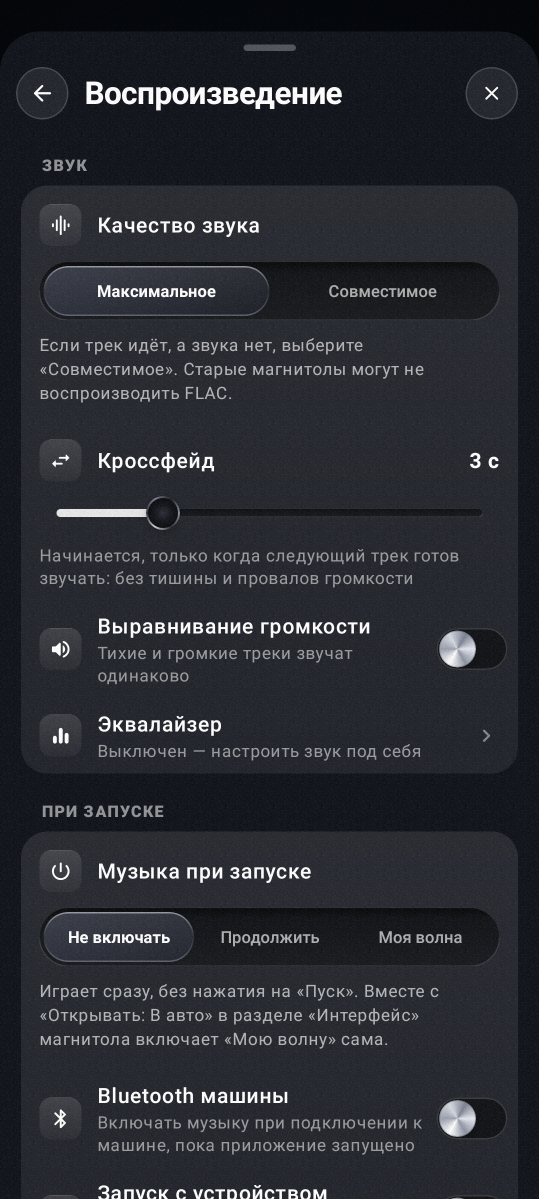 Воспроизведение
ЗВУК
Качество звука
Максимальное
Совместимое
Если трек идёт, а звука нет, выберите
«Совместимое». Старые магнитолы могут не
воспроизводить FLAC.
Кроссфейд
3 с
Начинается, только когда следующий трек готов
звучать: без тишины и провалов громкости
Выравнивание громкости
Тихие и громкие треки звучат
одинаково
Эквалайзер
Выключен — настроить звук под себя
ПРИ ЗАПУСКЕ
Музыка при запуске
Не включать
Продолжить
Моя волна
Играет сразу, без нажатия на «Пуск». Вместе с
«Открывать: В авто» в разделе «Интерфейс»
магнитола включает «Мою волну» сама.
Bluetooth машины
Включать музыку при подключении к
машине, пока приложение запущено
Запуск с устройством